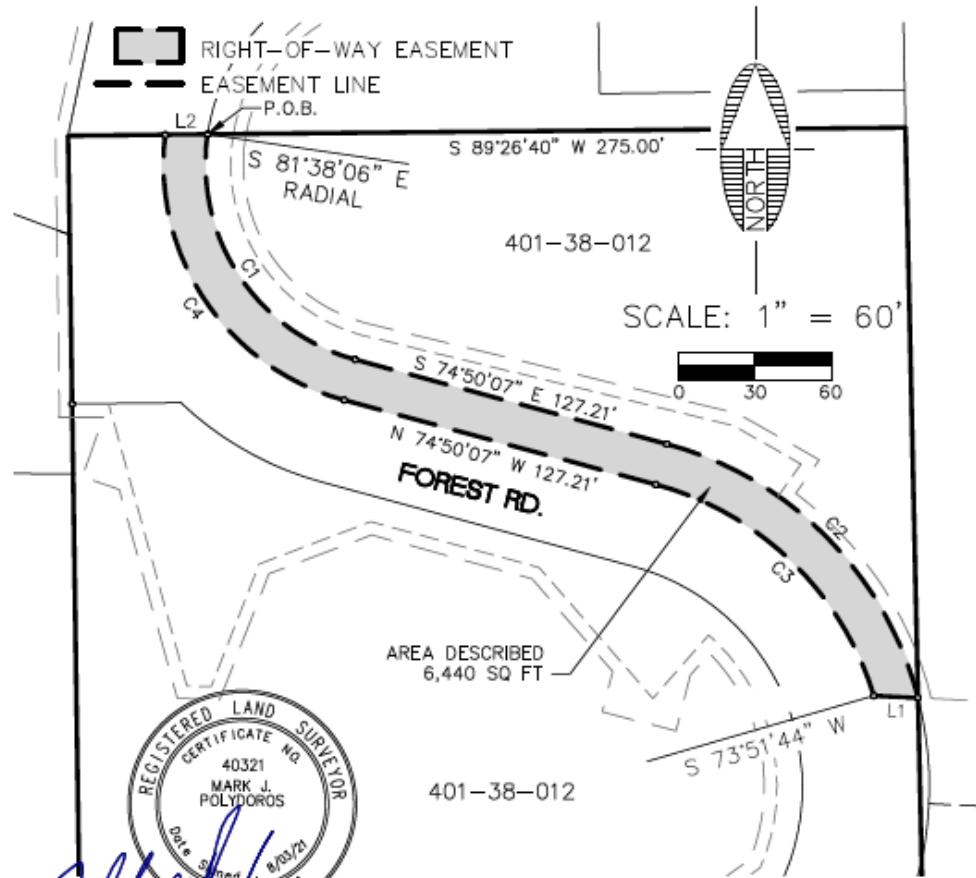 RIGHT-OF-WAY EASEMENT
EASEMENT LINE
L2
P.O.B.
S 81°38'06" E
RADIAL
S 89°26'40" W 275.00'
NORTH
401-38-012
SCALE: 1" = 60'
0 30 60
C1
C4
S 74°50'07" E 127.21'
N 74°50'07" W 127.21'
FOREST RD.
C2
C3
AREA DESCRIBED
6,440 SQ FT
L1
S 73°51'44" W
REGISTERED LAND SURVEYOR
CERTIFICATE NO.
40321
MARK J.
POLYDOROS
Date Signed 8/03/21
401-38-012